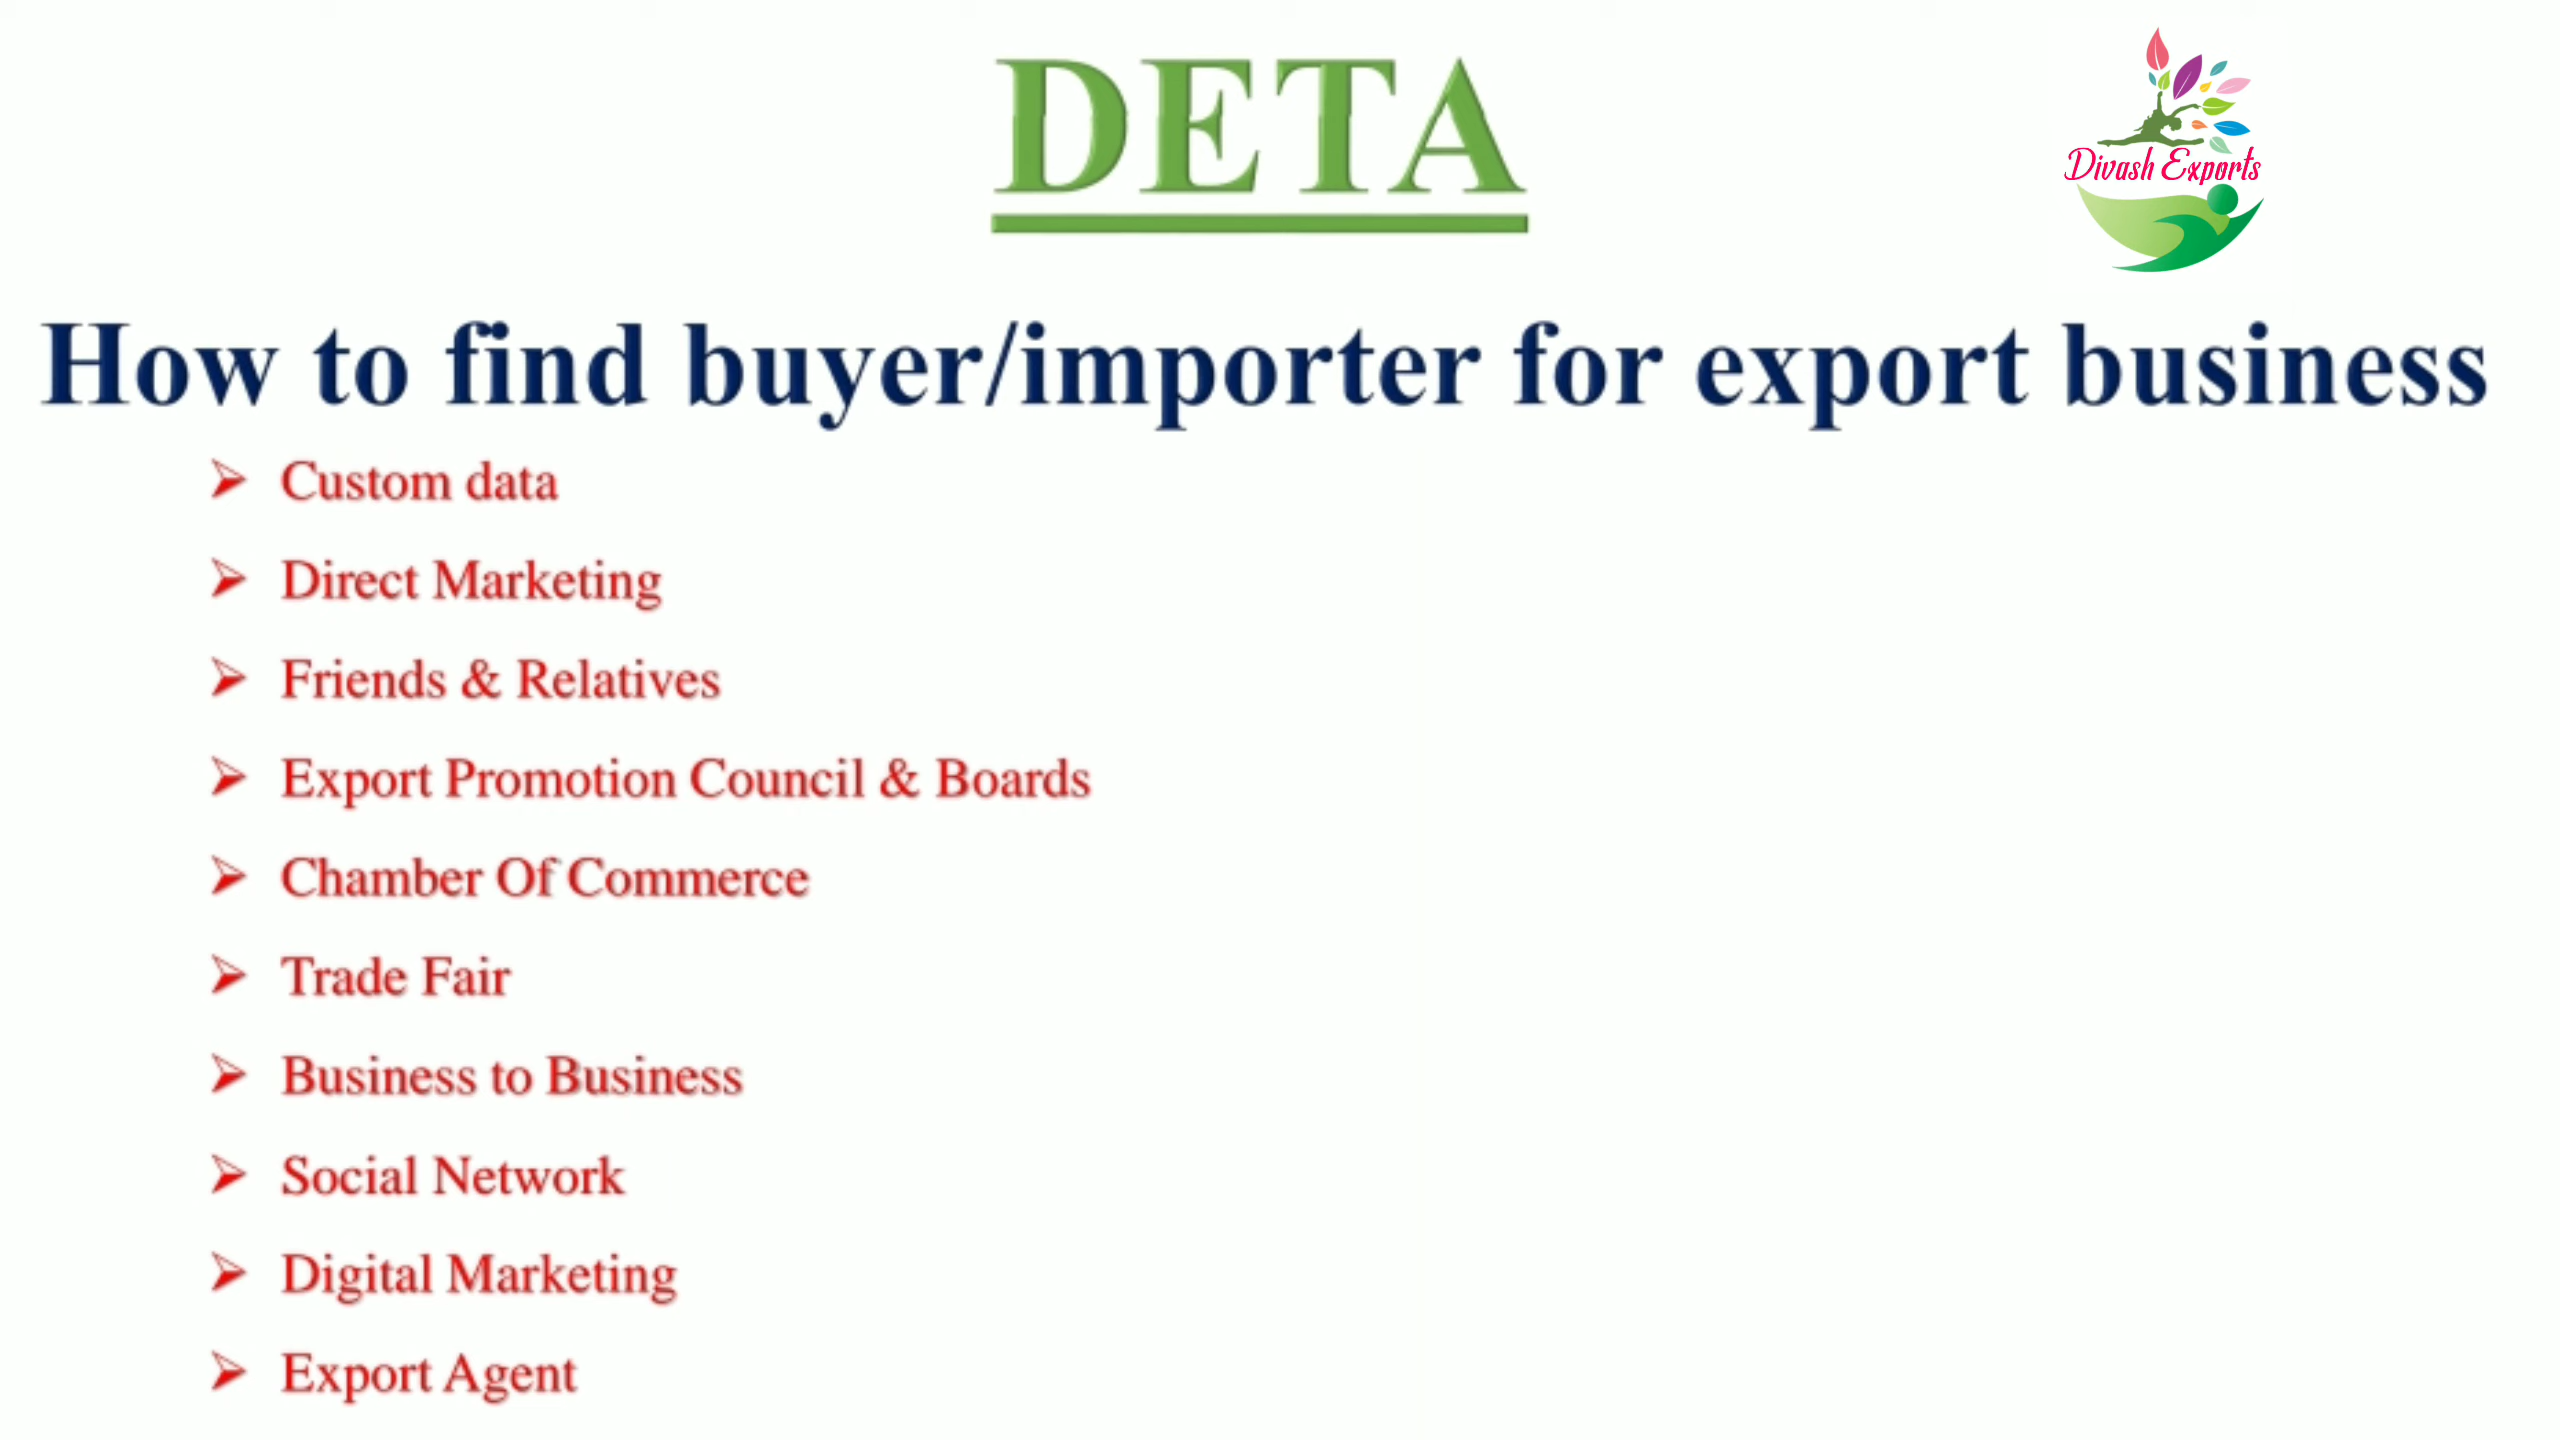 DETA
Divash Exports
How to find buyer/importer for export business
➢ Custom data
➢ Direct Marketing
➢ Friends & Relatives
➢ Export Promotion Council & Boards
➢ Chamber Of Commerce
➢ Trade Fair
➢ Business to Business
➢ Social Network
➢ Digital Marketing
➢ Export Agent